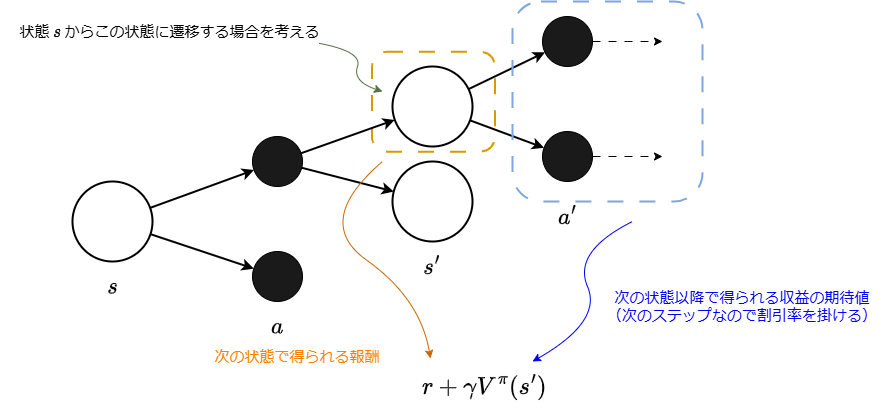 状態 s からこの状態に遷移する場合を考える
s
a
s′
a′
次の状態で得られる報酬
次の状態以降で得られる収益の期待値
（次のステップなので割引率を掛ける）
r + γV^π(s′)